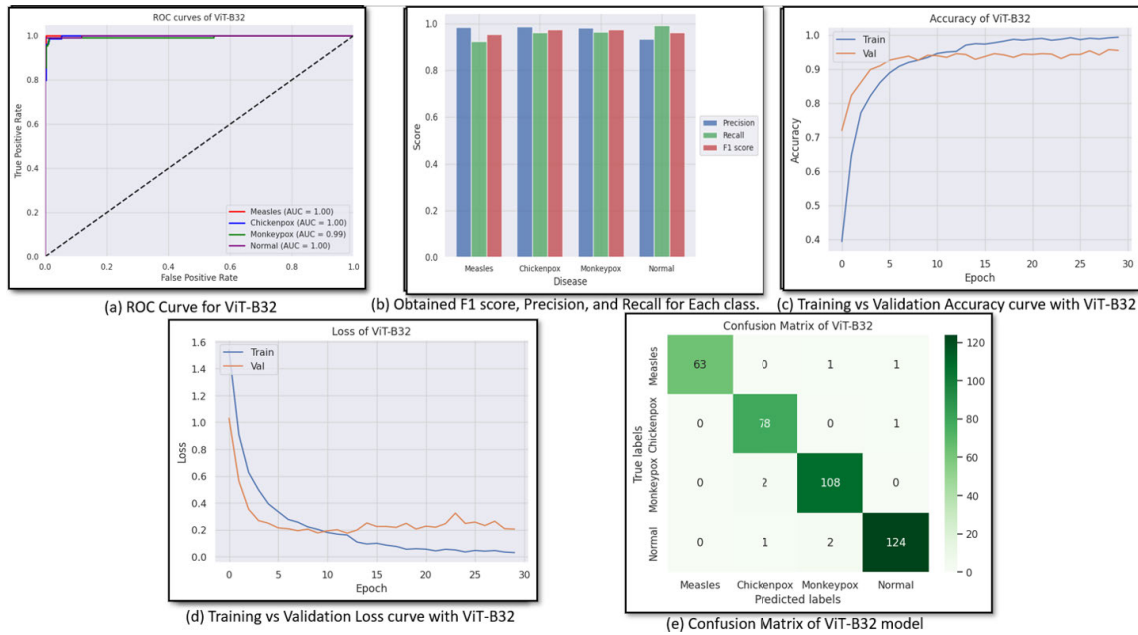 ROC curves of ViT-B32
1.0
0.8
0.6
0.4
0.2
0.0
True Positive Rate
Measles (AUC = 1.00)
Chickenpox (AUC = 1.00)
Monkeypox (AUC = 0.99)
Normal (AUC = 1.00)
0.0 0.2 0.4 0.6 0.8 1.0
False Positive Rate
(a) ROC Curve for ViT-B32
1.0
0.8
0.6
0.4
0.2
0.0
Score
Precision
Recall
F1 score
Measles Chickenpox Monkeypox Normal
Disease
(b) Obtained F1 score, Precision, and Recall for Each class.
Accuracy of ViT-B32
Train
Val
1.0
0.9
0.8
0.7
0.6
0.5
0.4
Accuracy
0 5 10 15 20 25 30
Epoch
(c) Training vs Validation Accuracy curve with ViT-B32
Loss of ViT-B32
Train
Val
1.6
1.4
1.2
1.0
0.8
0.6
0.4
0.2
0.0
Loss
0 5 10 15 20 25 30
Epoch
(d) Training vs Validation Loss curve with ViT-B32
Confusion Matrix of ViT-B32
True labels
Measles 63 0 1 1
Chickenpox 0 78 0 1
Monkeypox 0 2 108 0
Normal 0 1 2 124
Measles Chickenpox Monkeypox Normal
Predicted labels
120
100
80
60
40
20
0
(e) Confusion Matrix of ViT-B32 model